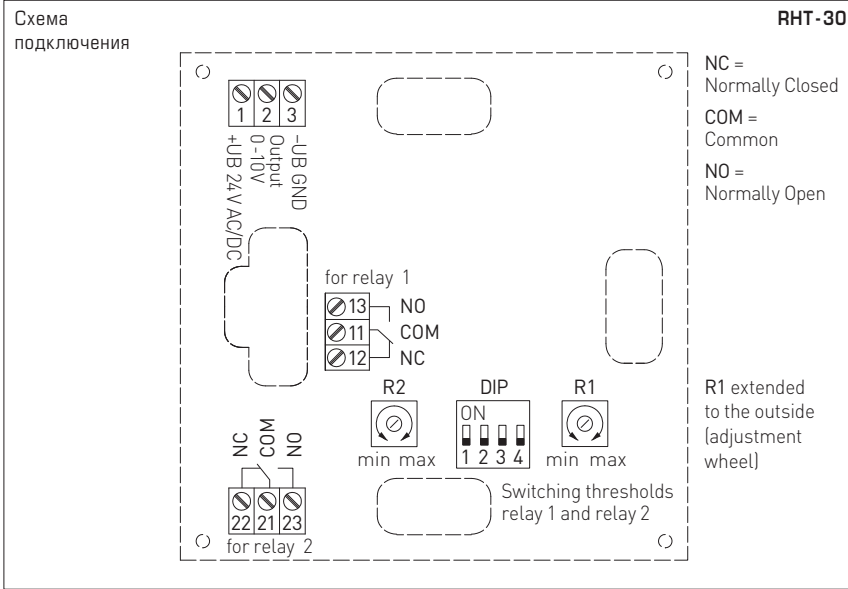 Схема
подключения
RHT-30
NC =
Normally Closed
COM =
Common
NO =
Normally Open
1 2 3
+UB 24V AC/DC
Output
0-10V
-UB GND
for relay 1
13 NO
11 COM
12 NC
R2
min max
DIP
ON
1 2 3 4
R1
min max
R1 extended
to the outside
(adjustment
wheel)
NC COM NO
22 21 23
for relay 2
Switching thresholds
relay 1 and relay 2